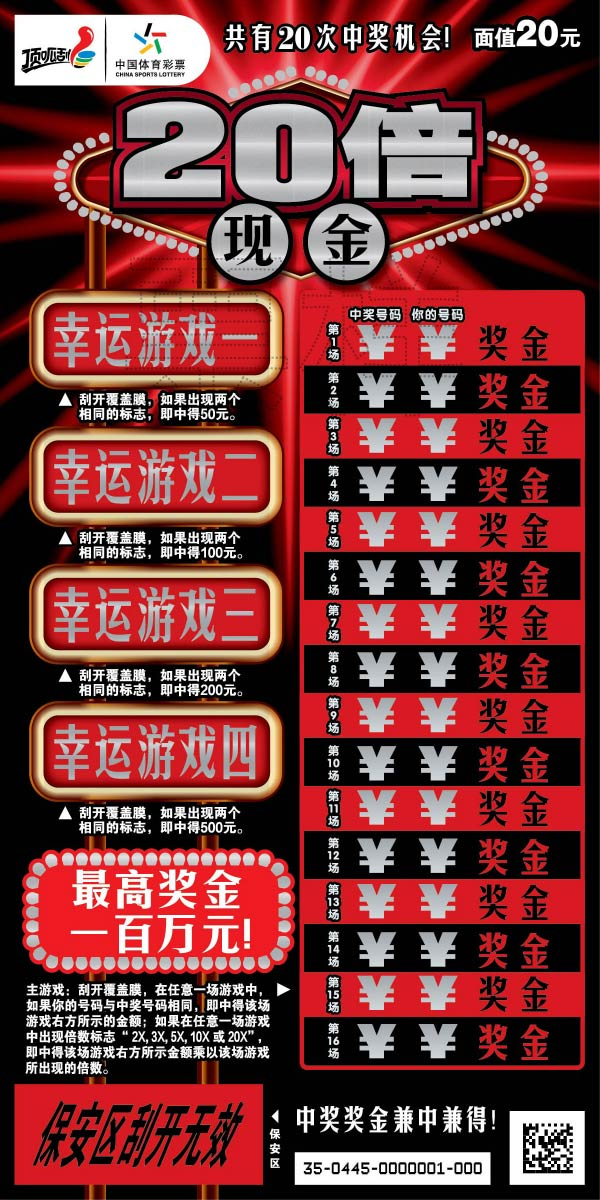 顶呱刮
中国体育彩票
CHINA SPORTS LOTTERY
共有20次中奖机会!
面值20元
20倍
现金
幸运游戏一
▲ 刮开覆盖膜，如果出现两个
相同的标志，即中得50元。
幸运游戏二
▲ 刮开覆盖膜，如果出现两个
相同的标志，即中得100元。
幸运游戏三
▲ 刮开覆盖膜，如果出现两个
相同的标志，即中得200元。
幸运游戏四
▲ 刮开覆盖膜，如果出现两个
相同的标志，即中得500元。
最高奖金
一百万元!
主游戏：刮开覆盖膜，在任意一场游戏中，
如果你的号码与中奖号码相同，即中得该场
游戏右方所示的金额；如果在任意一场游戏
中出现倍数标志“2X, 3X, 5X, 10X 或 20X”，
即中得该场游戏右方所示金额乘以该场游戏
所出现的倍数。
中奖号码 你的号码
第1场 ¥ ¥ 奖金
第2场 ¥ ¥ 奖金
第3场 ¥ ¥ 奖金
第4场 ¥ ¥ 奖金
第5场 ¥ ¥ 奖金
第6场 ¥ ¥ 奖金
第7场 ¥ ¥ 奖金
第8场 ¥ ¥ 奖金
第9场 ¥ ¥ 奖金
第10场 ¥ ¥ 奖金
第11场 ¥ ¥ 奖金
第12场 ¥ ¥ 奖金
第13场 ¥ ¥ 奖金
第14场 ¥ ¥ 奖金
第15场 ¥ ¥ 奖金
第16场 ¥ ¥ 奖金
保安区刮开无效
保安区
中奖奖金兼中兼得!
35-0445-0000001-000